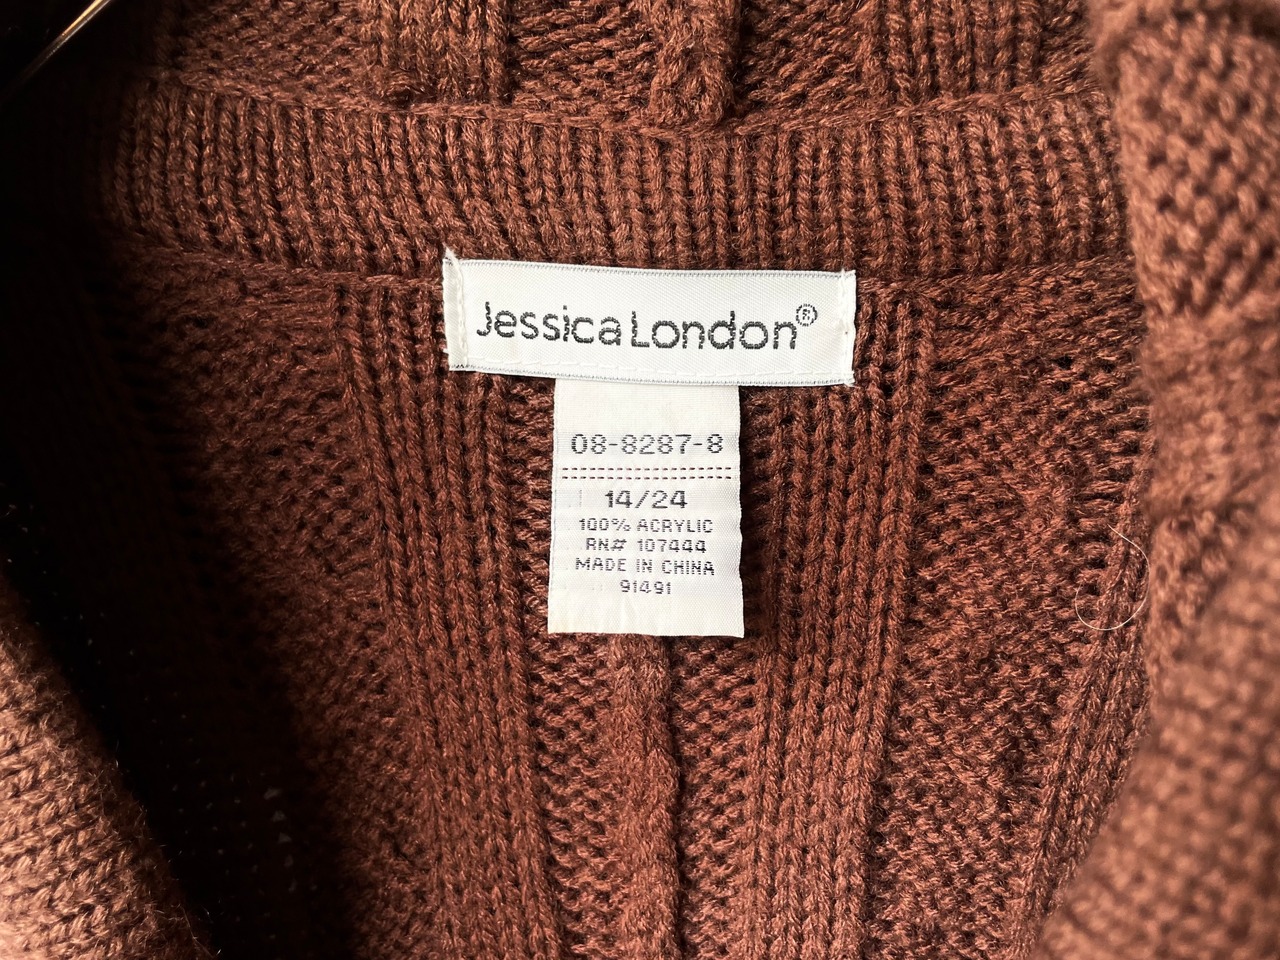 Jessica London®
08-8287-8
14/24
100% ACRYLIC
RN# 107444
MADE IN CHINA
91491